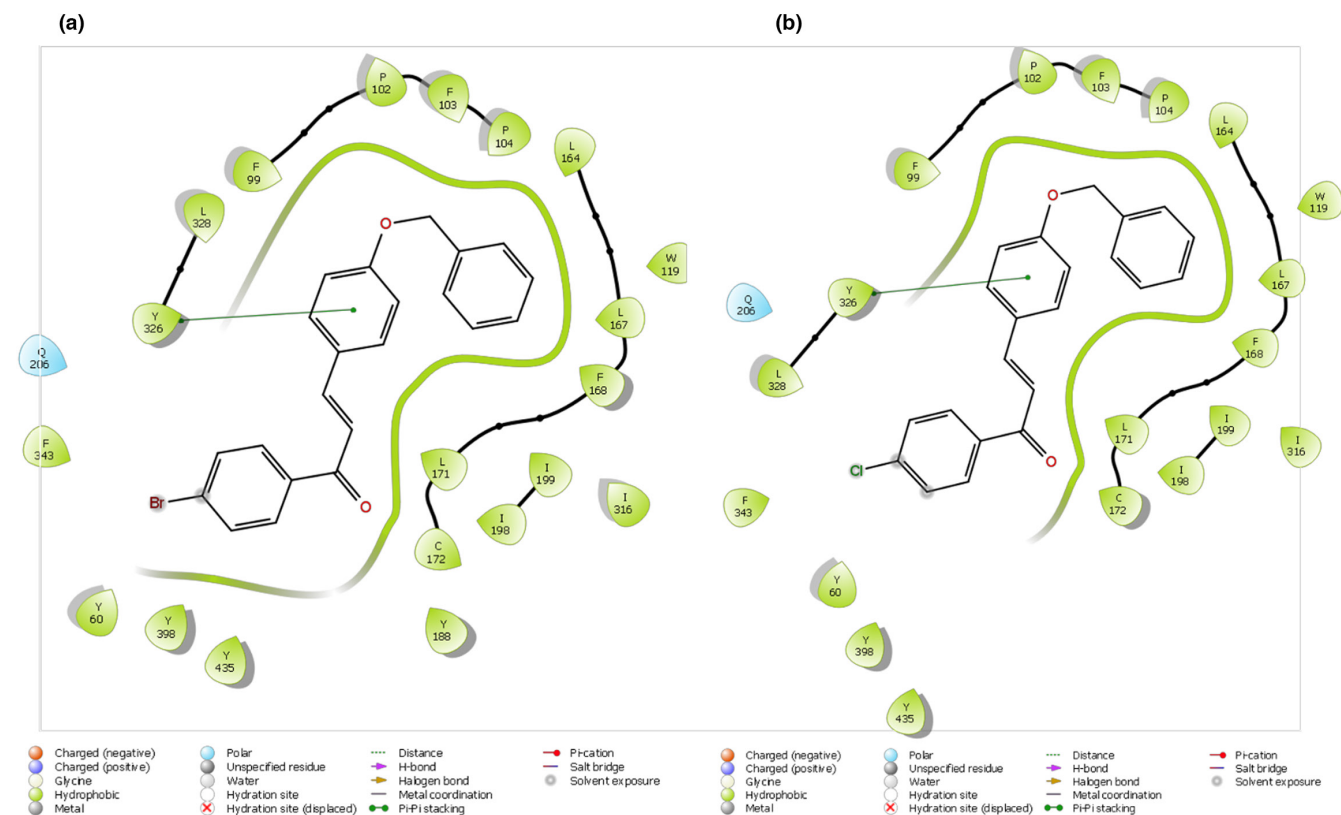 (a)
(b)
P
102
F
103
P
104
F
99
L
164
L
328
O
W
119
Y
326
L
167
Q
206
F
168
F
343
L
171
I
199
Br
O
I
198
I
316
C
172
Y
60
Y
398
Y
435
Y
188
P
102
F
103
P
104
L
164
F
99
W
119
O
Q
206
Y
326
L
167
F
168
L
328
L
171
I
199
I
316
Cl
O
I
198
F
343
C
172
Y
60
Y
398
Y
435
Charged (negative)
Charged (positive)
Glycine
Hydrophobic
Metal
Polar
Unspecified residue
Water
Hydration site
Hydration site (displaced)
Distance
H-bond
Halogen bond
Metal coordination
Pi-Pi stacking
Pi-cation
Salt bridge
Solvent exposure
Charged (negative)
Charged (positive)
Glycine
Hydrophobic
Metal
Polar
Unspecified residue
Water
Hydration site
Hydration site (displaced)
Distance
H-bond
Halogen bond
Metal coordination
Pi-Pi stacking
Pi-cation
Salt bridge
Solvent exposure